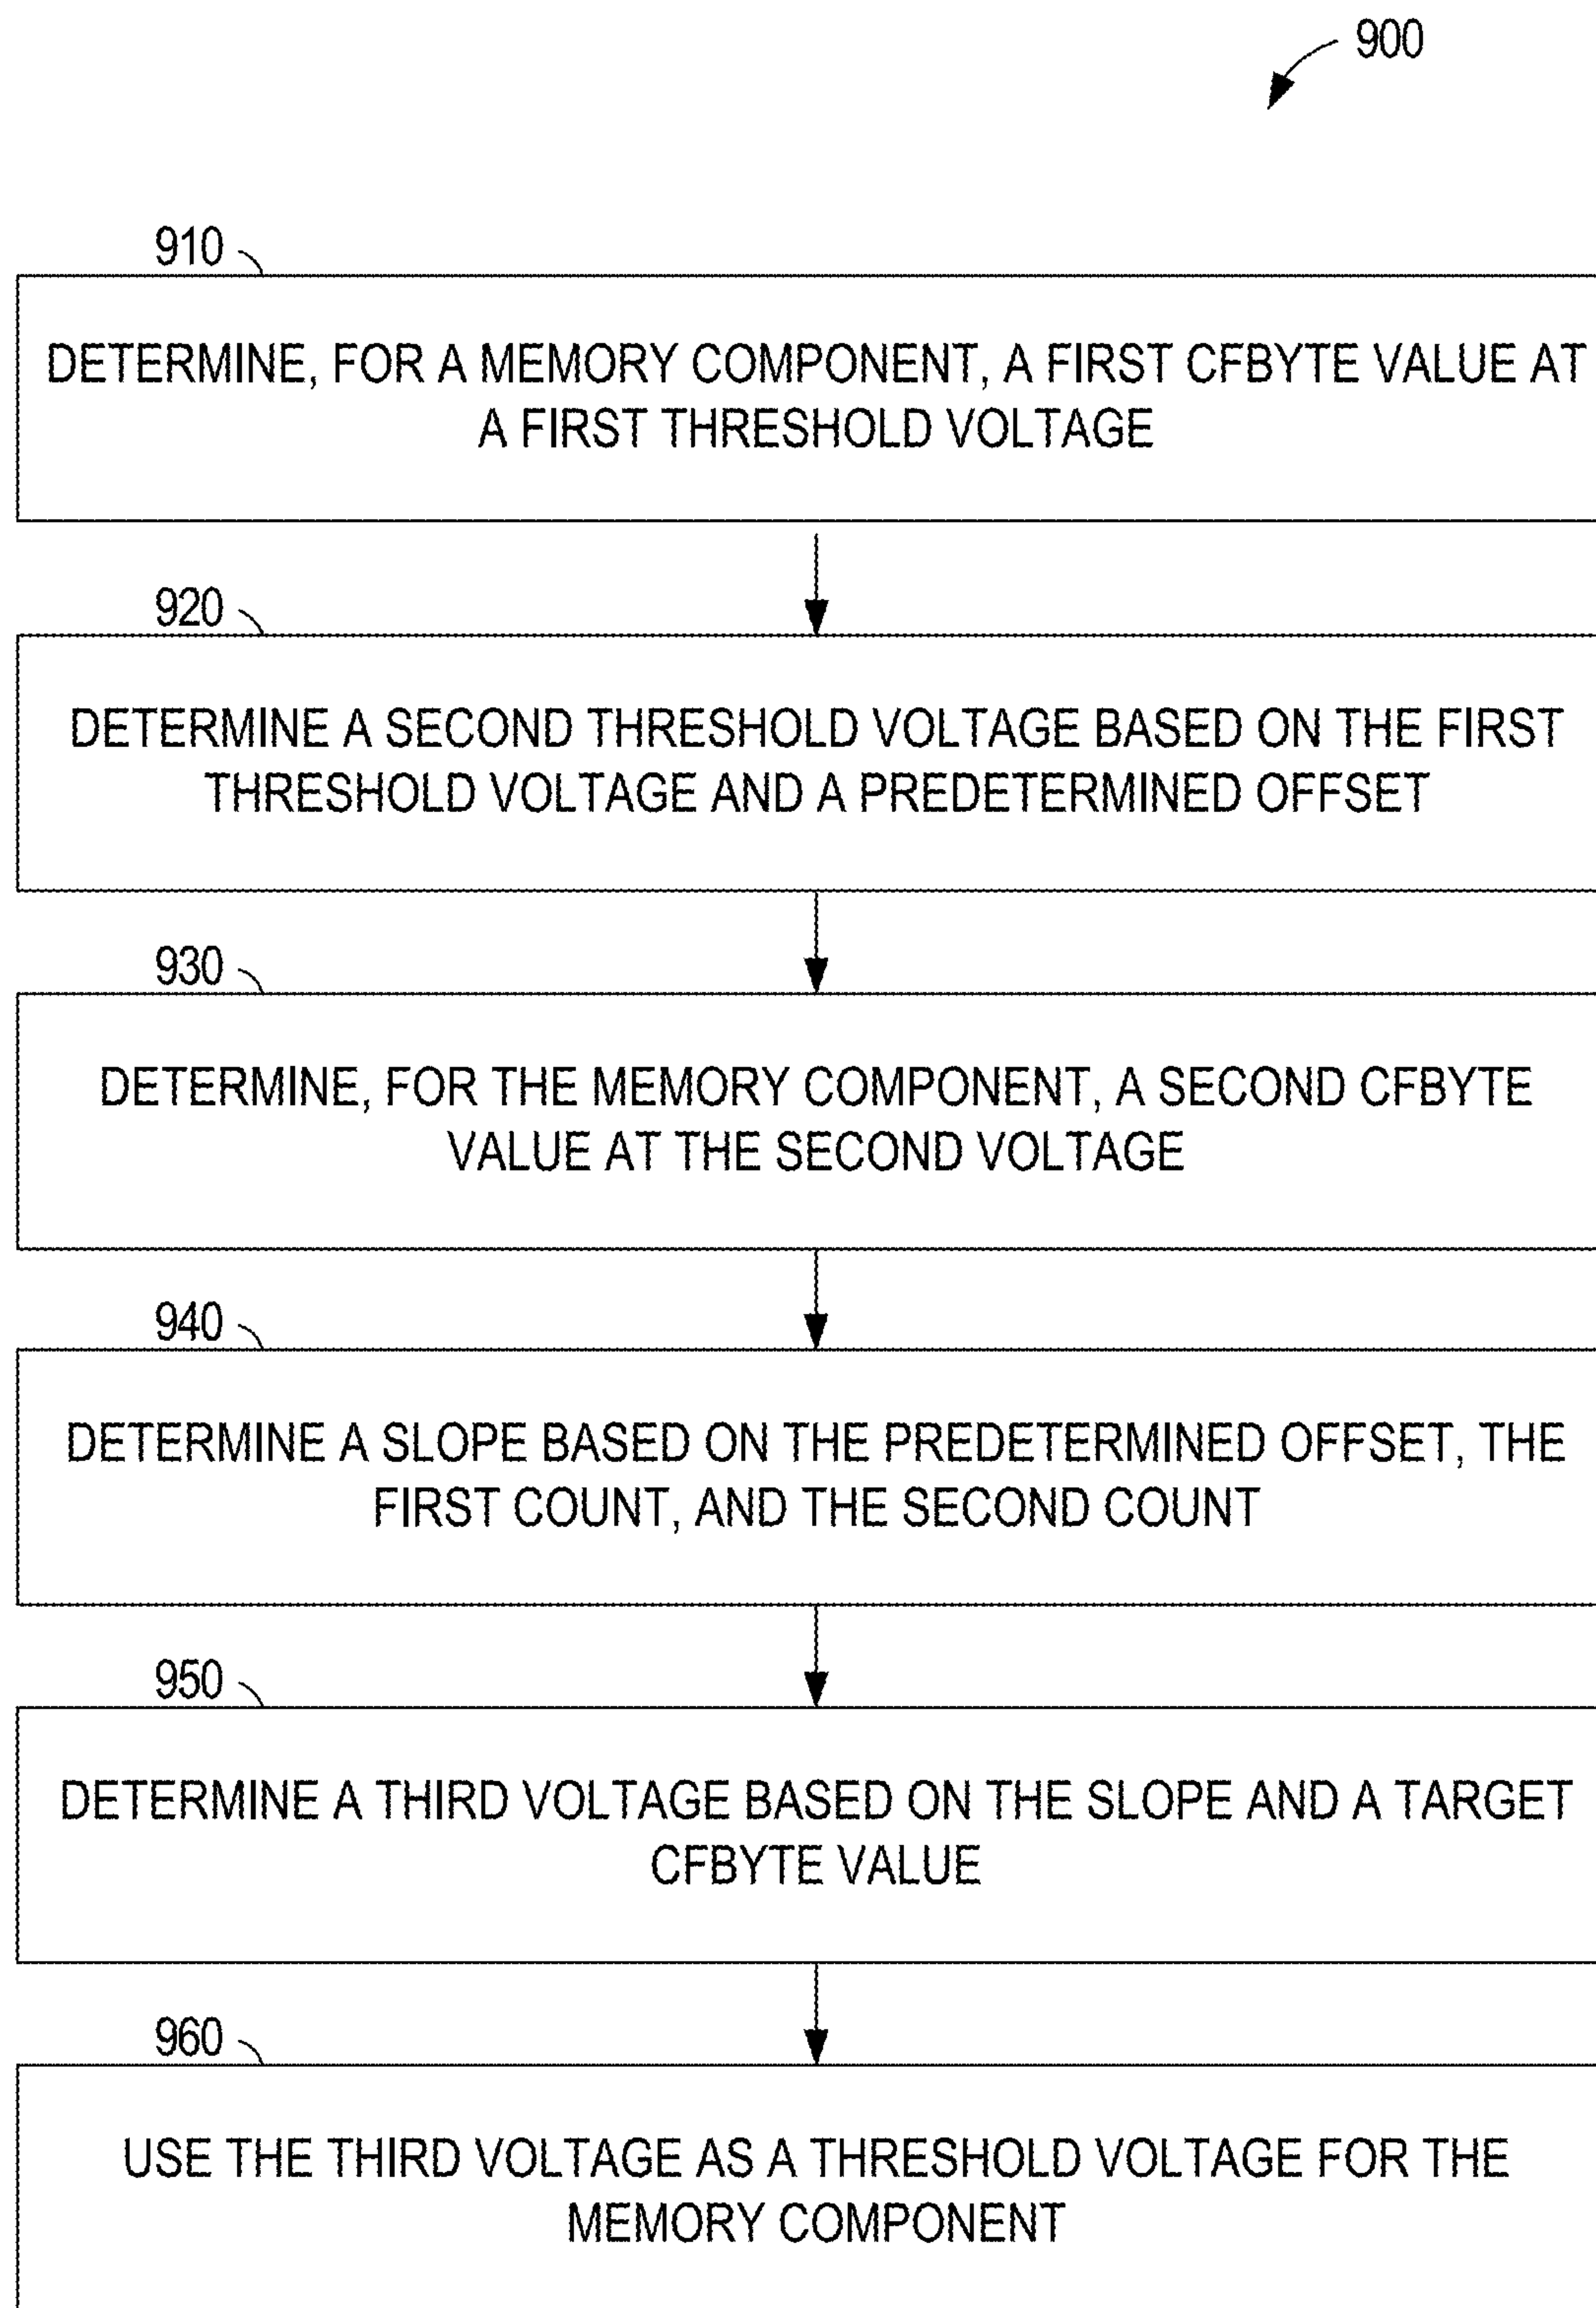 900
910
DETERMINE, FOR A MEMORY COMPONENT, A FIRST CFBYTE VALUE AT
A FIRST THRESHOLD VOLTAGE
920
DETERMINE A SECOND THRESHOLD VOLTAGE BASED ON THE FIRST
THRESHOLD VOLTAGE AND A PREDETERMINED OFFSET
930
DETERMINE, FOR THE MEMORY COMPONENT, A SECOND CFBYTE
VALUE AT THE SECOND VOLTAGE
940
DETERMINE A SLOPE BASED ON THE PREDETERMINED OFFSET, THE
FIRST COUNT, AND THE SECOND COUNT
950
DETERMINE A THIRD VOLTAGE BASED ON THE SLOPE AND A TARGET
CFBYTE VALUE
960
USE THE THIRD VOLTAGE AS A THRESHOLD VOLTAGE FOR THE
MEMORY COMPONENT